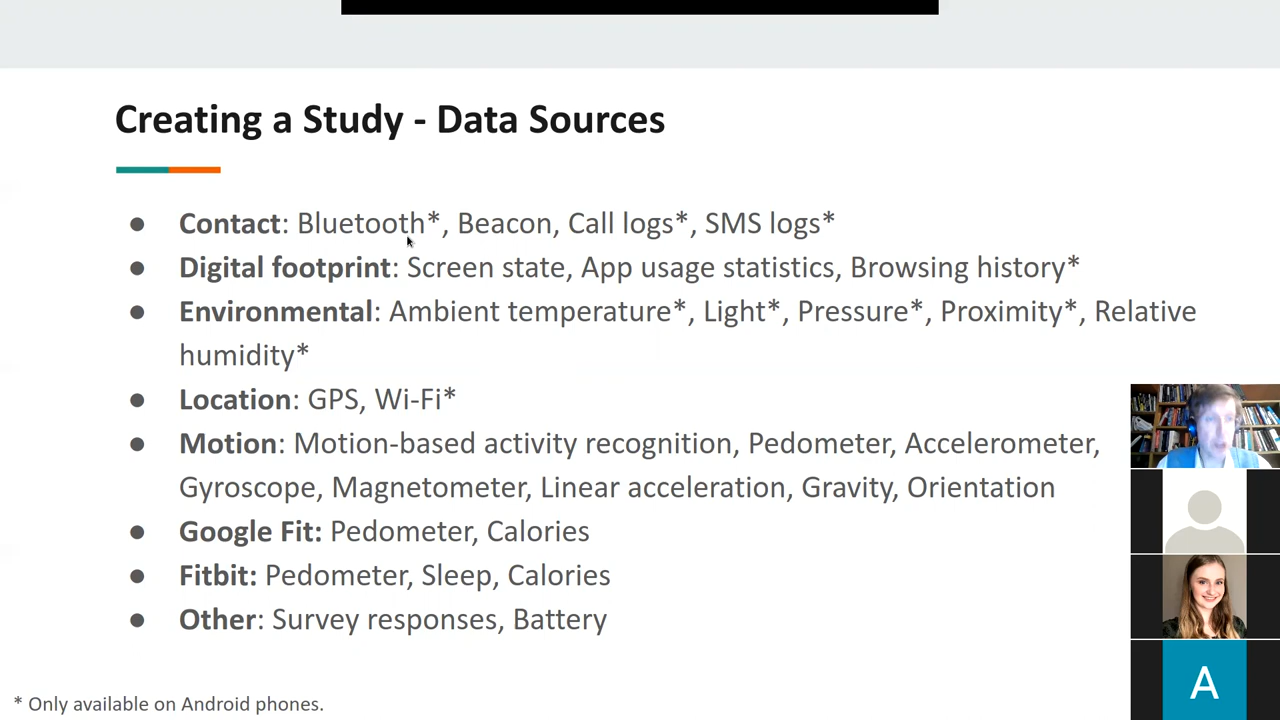 Creating a Study - Data Sources
● Contact: Bluetooth*, Beacon, Call logs*, SMS logs*
● Digital footprint: Screen state, App usage statistics, Browsing history*
● Environmental: Ambient temperature*, Light*, Pressure*, Proximity*, Relative
humidity*
● Location: GPS, Wi-Fi*
● Motion: Motion-based activity recognition, Pedometer, Accelerometer,
Gyroscope, Magnetometer, Linear acceleration, Gravity, Orientation
● Google Fit: Pedometer, Calories
● Fitbit: Pedometer, Sleep, Calories
● Other: Survey responses, Battery
A
* Only available on Android phones.